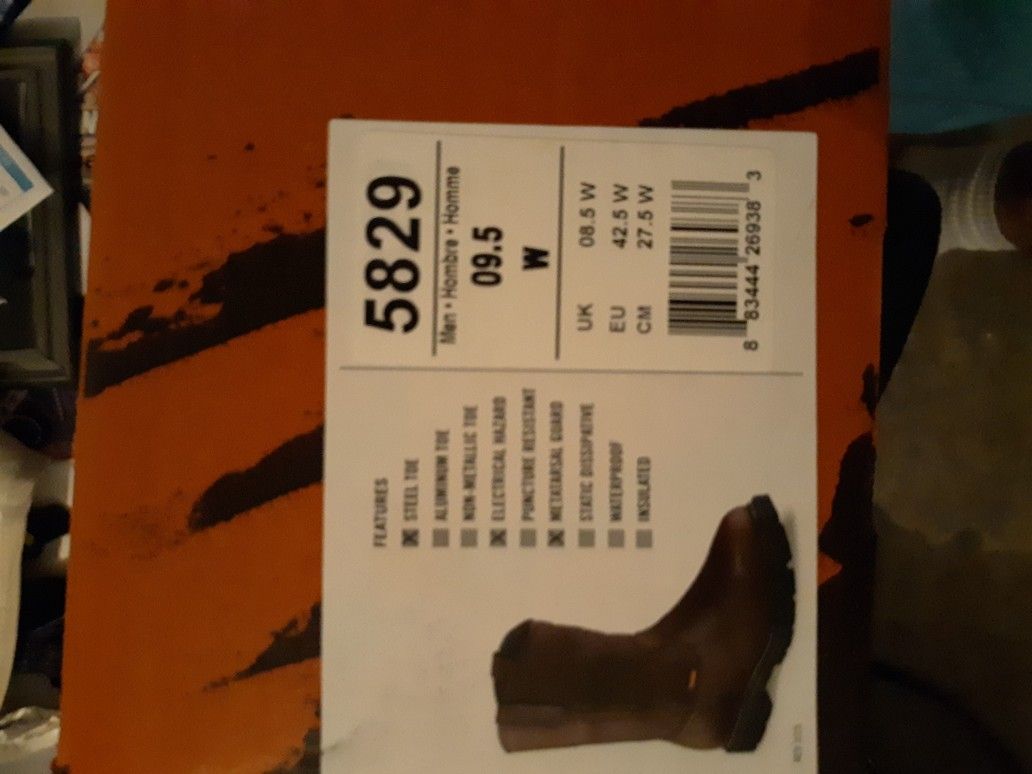 5829
Men • Hombre • Homme
09.5
W
UK 08.5 W
EU 42.5 W
CM 27.5 W
8 83444 26938 3
FEATURES
STEEL TOE
ALUMINUM TOE
NON-METALLIC TOE
ELECTRICAL HAZARD
PUNCTURE RESISTANT
METATARSAL GUARD
STATIC DISSIPATIVE
WATERPROOF
INSULATED